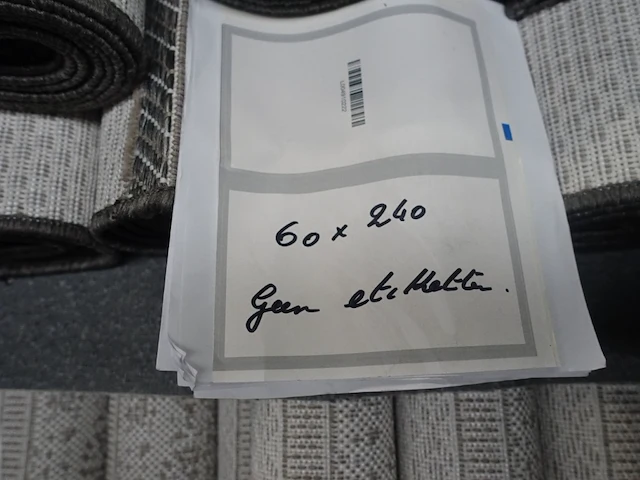 60 x 240
Geen etiketten.